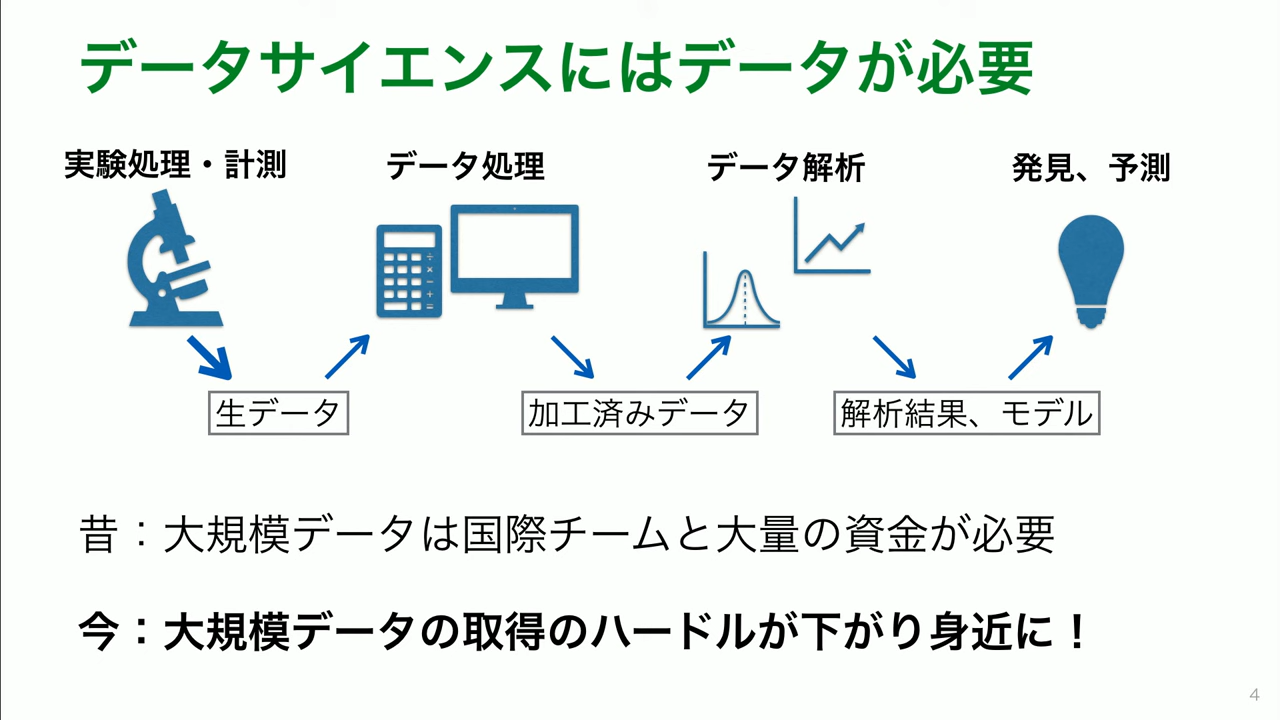 データサイエンスにはデータが必要
実験処理・計測
データ処理
データ解析
発見、予測
生データ
加工済みデータ
解析結果、モデル
昔：大規模データは国際チームと大量の資金が必要
今：大規模データの取得のハードルが下がり身近に！
4